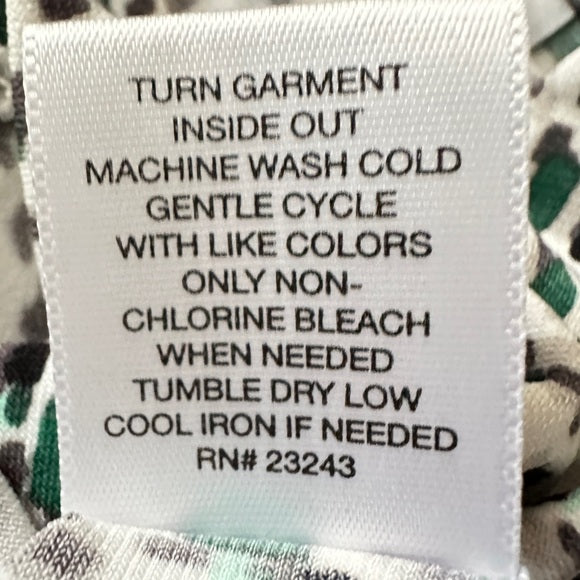 TURN GARMENT
INSIDE OUT
MACHINE WASH COLD
GENTLE CYCLE
WITH LIKE COLORS
ONLY NON-
CHLORINE BLEACH
WHEN NEEDED
TUMBLE DRY LOW
COOL IRON IF NEEDED
RN# 23243